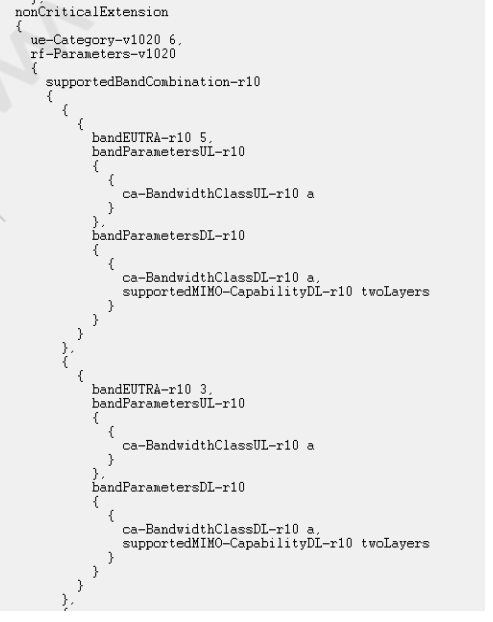 nonCriticalExtension
{
ue-Category-v1020 6,
rf-Parameters-v1020
{
supportedBandCombination-r10
{
{
{
bandEUTRA-r10 5,
bandParametersUL-r10
{
{
ca-BandwidthClassUL-r10 a
}
},
bandParametersDL-r10
{
{
ca-BandwidthClassDL-r10 a,
supportedMIMO-CapabilityDL-r10 twoLayers
}
}
}
},
{
{
bandEUTRA-r10 3,
bandParametersUL-r10
{
{
ca-BandwidthClassUL-r10 a
}
},
bandParametersDL-r10
{
{
ca-BandwidthClassDL-r10 a,
supportedMIMO-CapabilityDL-r10 twoLayers
}
}
}
},